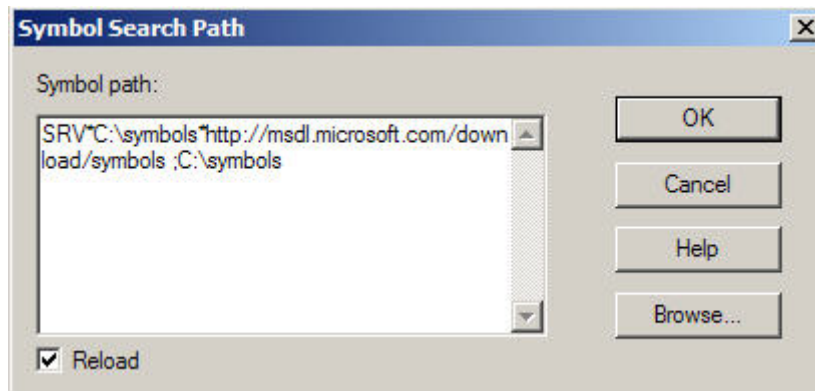 Symbol Search Path
Symbol path:
SRV*C:\symbols*http://msdl.microsoft.com/down
load/symbols ;C:\symbols
OK
Cancel
Help
Browse...
Reload